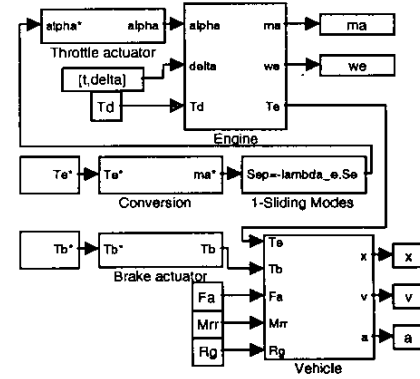 alpha* alpha alpha ma ma
Throttle actuator
[t,delta] delta we we
Td Td Te
Engine
Te* Te* ma* Sep=-lambda_e.Se
Conversion 1-Sliding Modes
Tb* Tb* Tb Te
Brake actuator Tb x x
Fa Fa v v
Mrr Mrr
Rg Rg a a
Vehicle